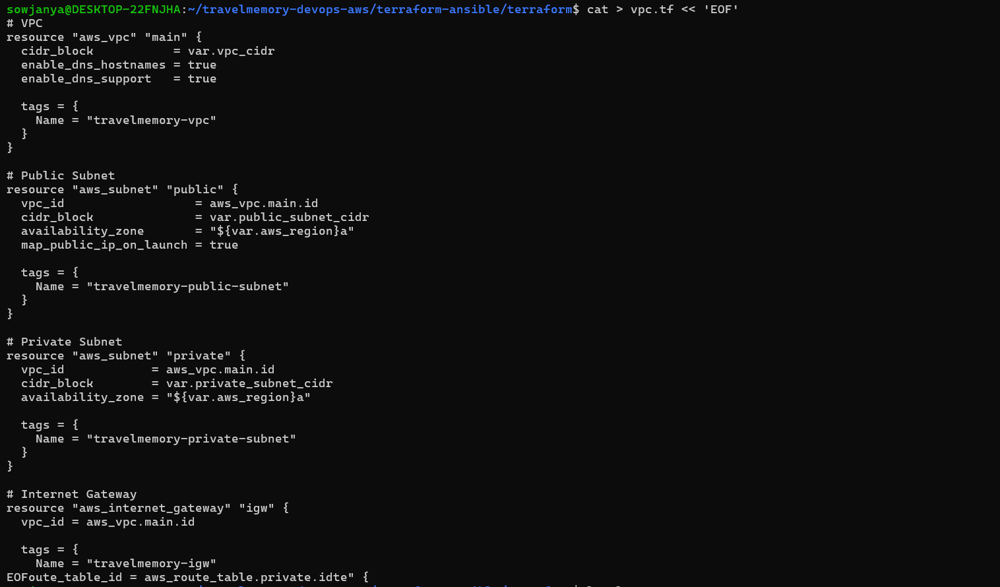 sowjanya@DESKTOP-22FNJHA:~/travelmemory-devops-aws/terraform-ansible/terraform$ cat > vpc.tf << 'EOF'
# VPC
resource "aws_vpc" "main" {
  cidr_block           = var.vpc_cidr
  enable_dns_hostnames = true
  enable_dns_support   = true

  tags = {
    Name = "travelmemory-vpc"
  }
}

# Public Subnet
resource "aws_subnet" "public" {
  vpc_id                  = aws_vpc.main.id
  cidr_block              = var.public_subnet_cidr
  availability_zone       = "${var.aws_region}a"
  map_public_ip_on_launch = true

  tags = {
    Name = "travelmemory-public-subnet"
  }
}

# Private Subnet
resource "aws_subnet" "private" {
  vpc_id            = aws_vpc.main.id
  cidr_block        = var.private_subnet_cidr
  availability_zone = "${var.aws_region}a"

  tags = {
    Name = "travelmemory-private-subnet"
  }
}

# Internet Gateway
resource "aws_internet_gateway" "igw" {
  vpc_id = aws_vpc.main.id

  tags = {
    Name = "travelmemory-igw"
EOFoute_table_id = aws_route_table.private.idte" {